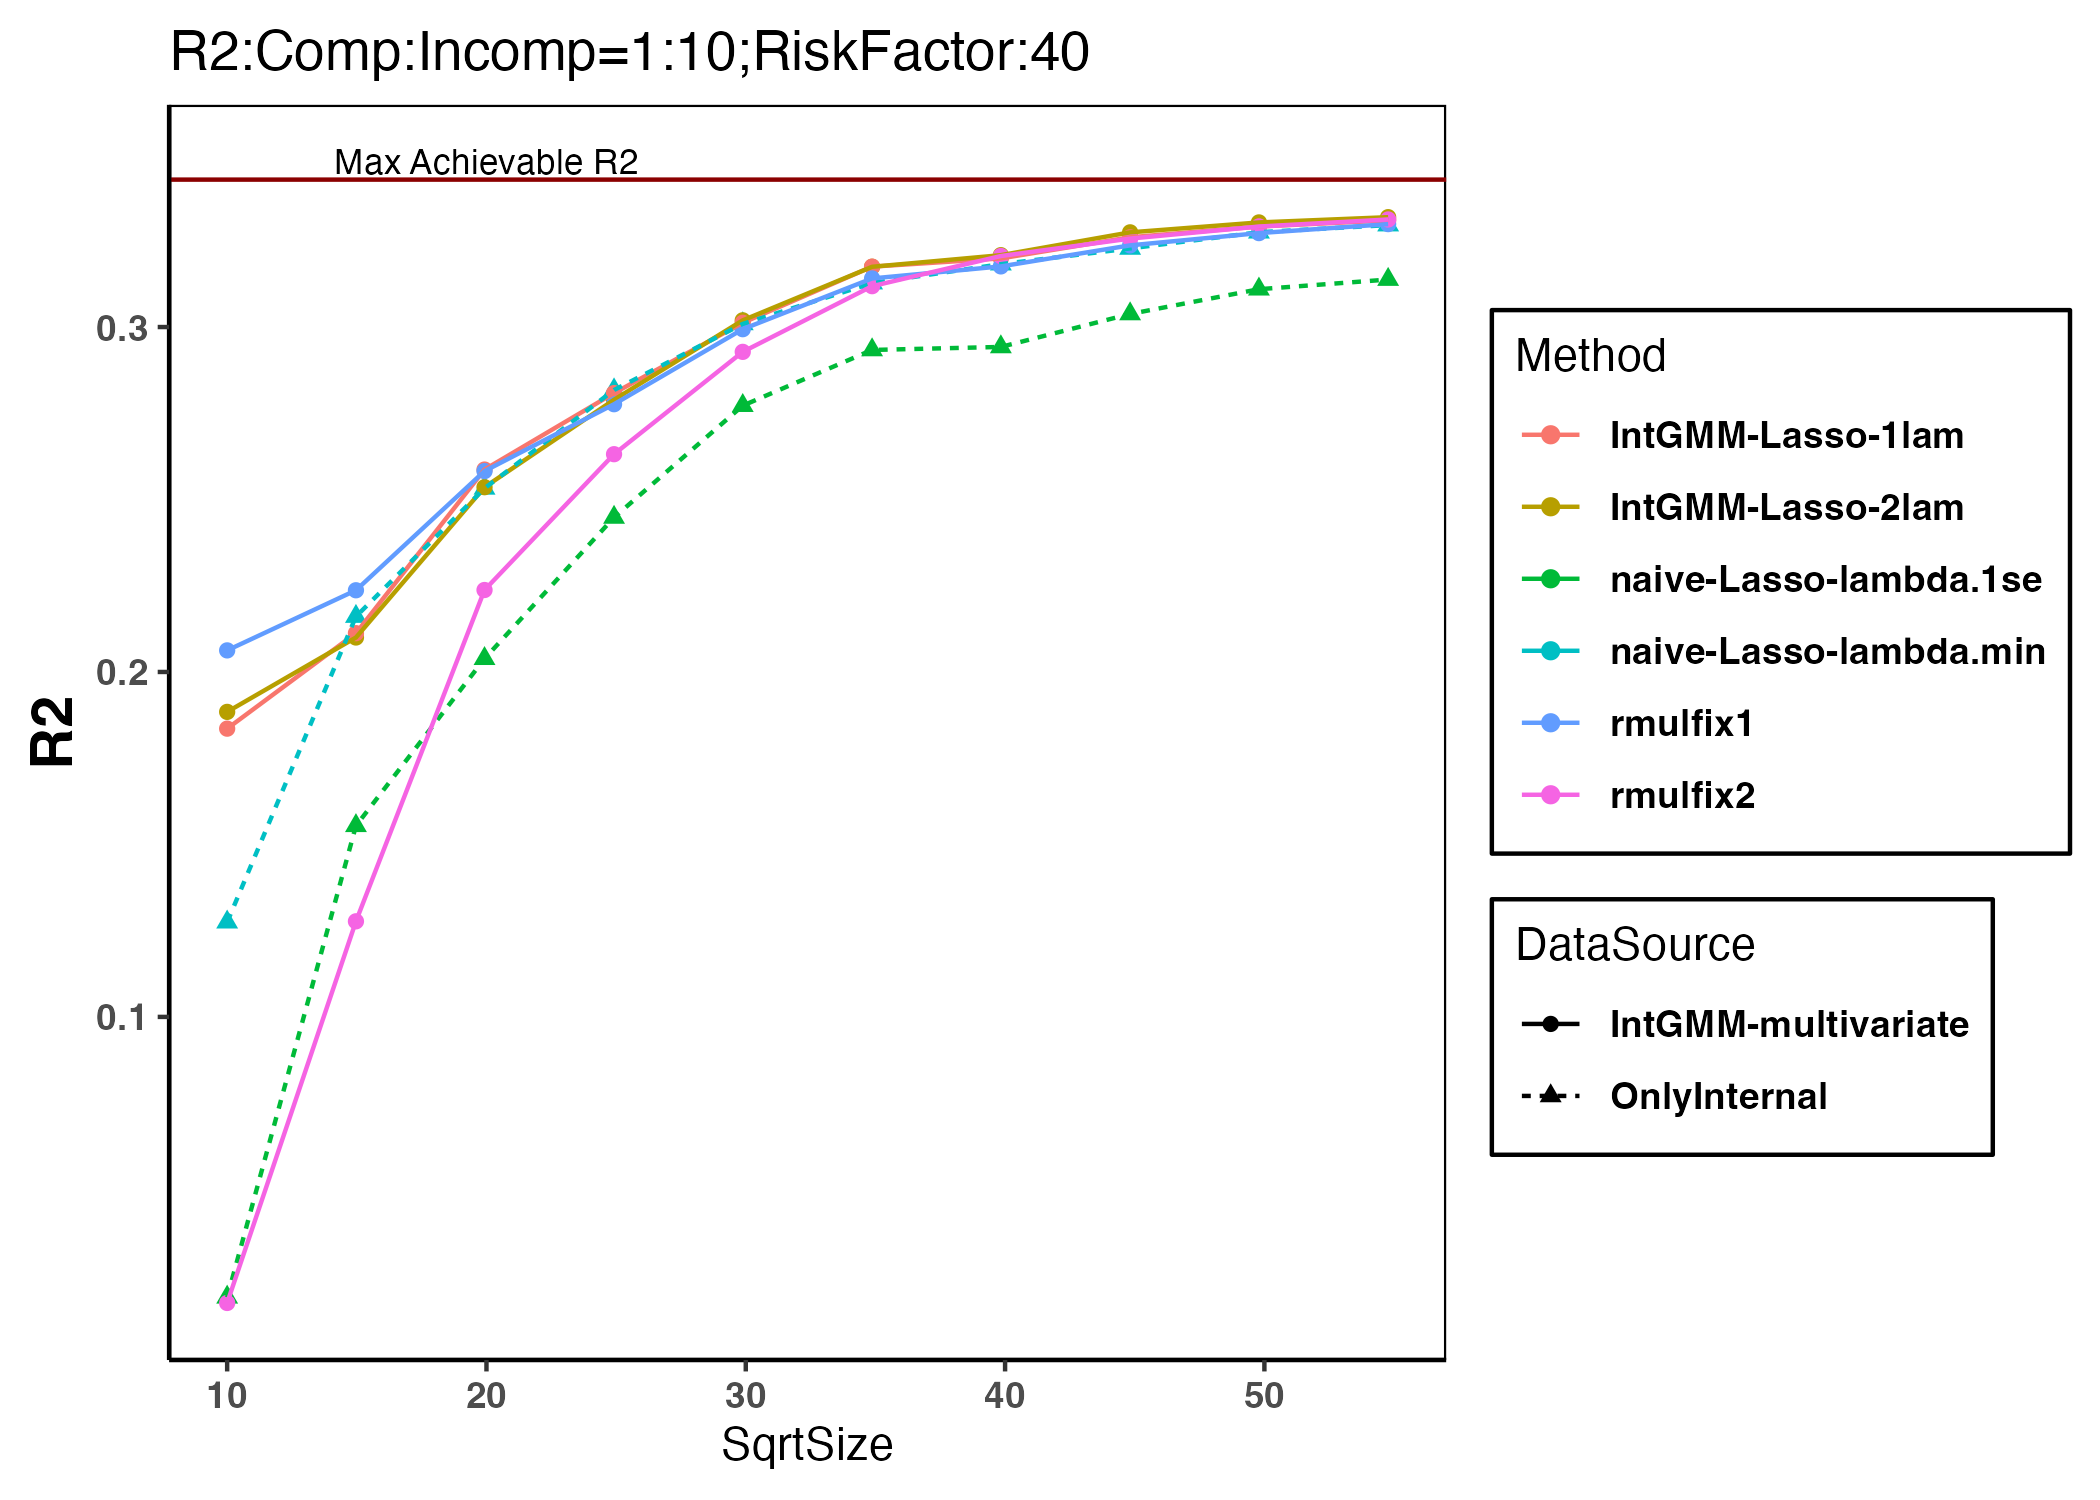 R2:Comp:Incomp=1:10;RiskFactor:40
Max Achievable R2
0.3
0.2
0.1
R2
10 20 30 40 50
SqrtSize
Method
IntGMM-Lasso-1lam
IntGMM-Lasso-2lam
naive-Lasso-lambda.1se
naive-Lasso-lambda.min
rmulfix1
rmulfix2
DataSource
IntGMM-multivariate
OnlyInternal